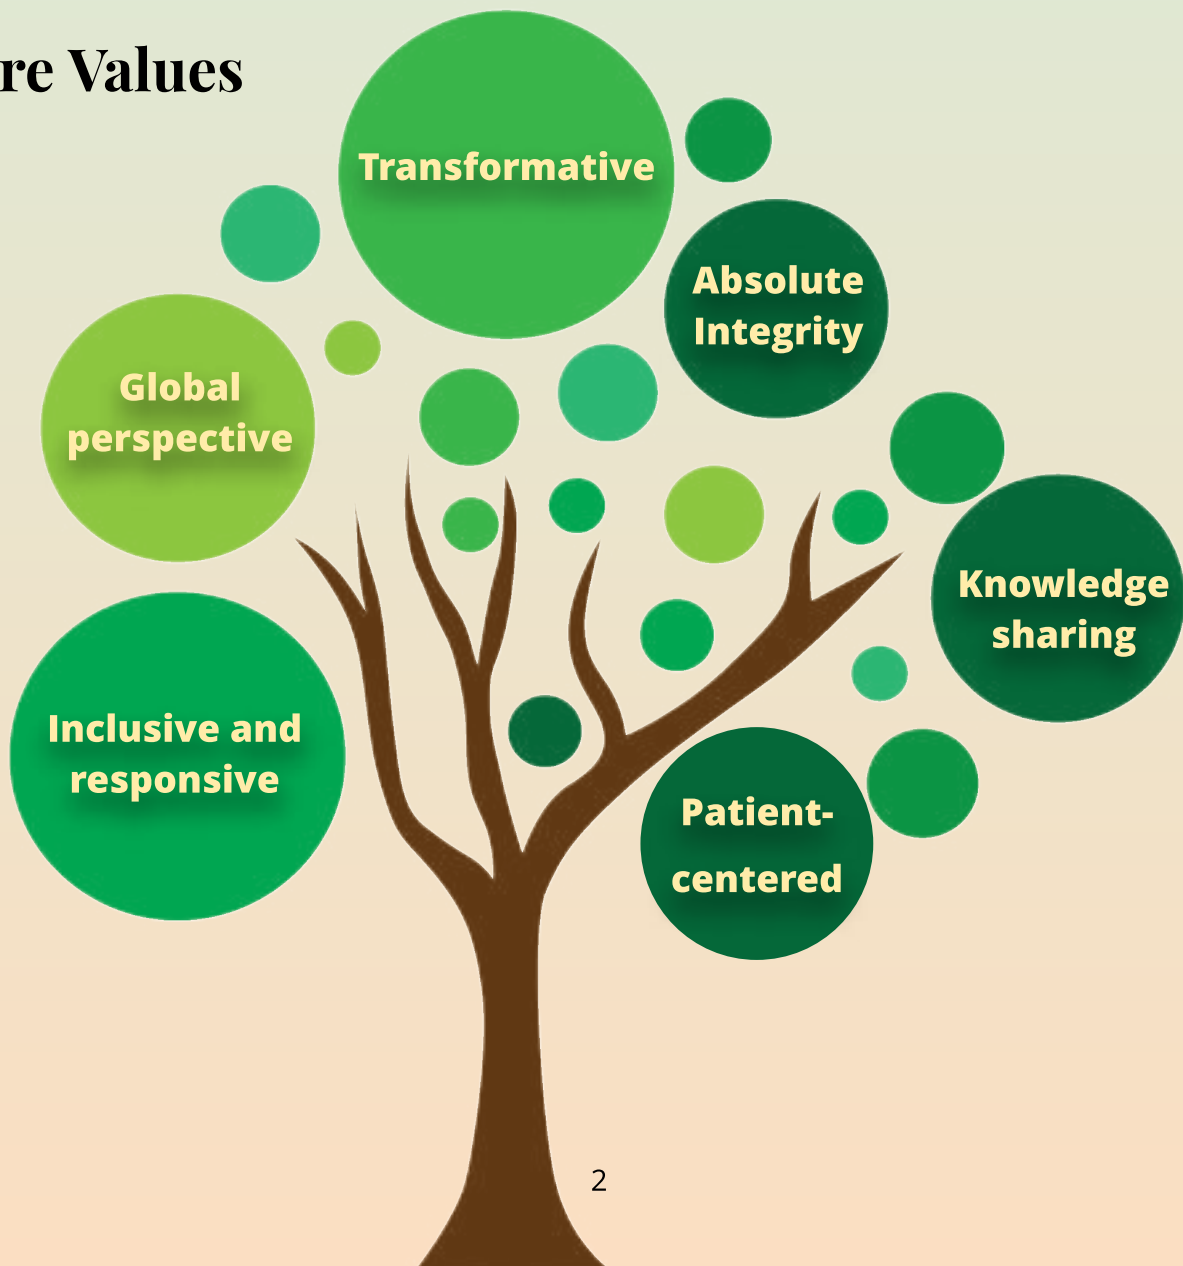 re Values
Transformative
Absolute
Integrity
Global
perspective
Knowledge
sharing
Inclusive and
responsive
Patient-
centered
2